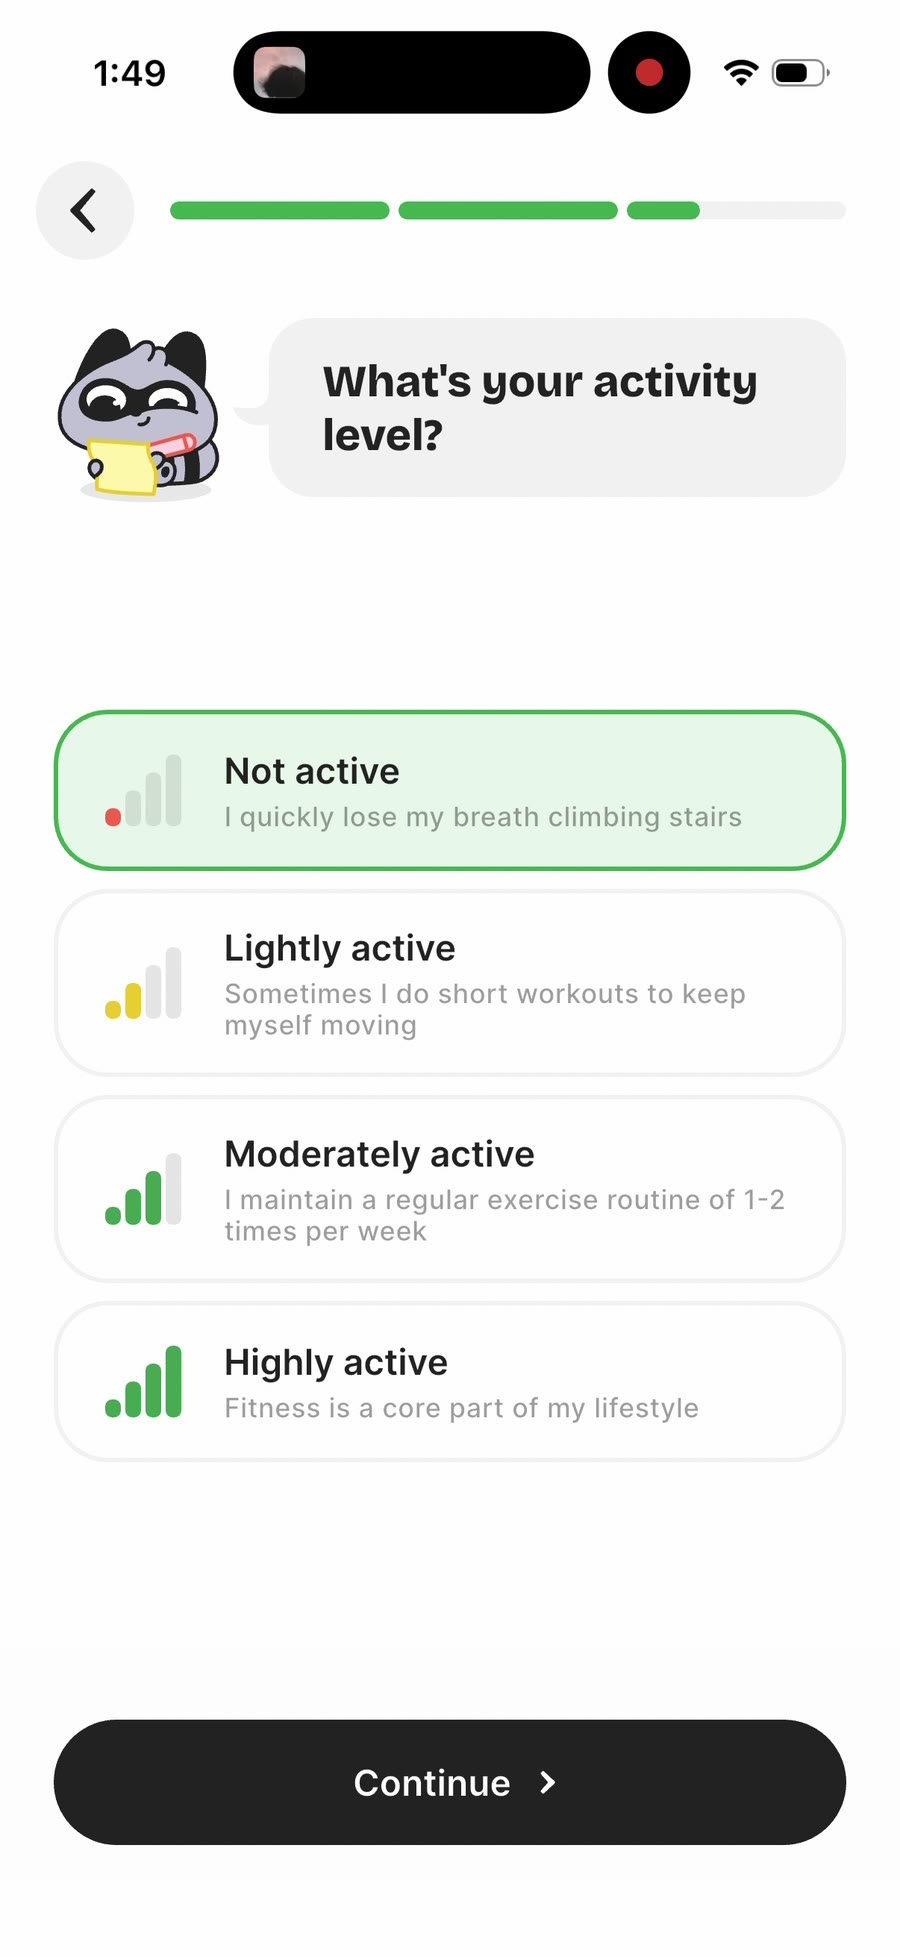 1:49
What's your activity
level?
Not active
I quickly lose my breath climbing stairs
Lightly active
Sometimes I do short workouts to keep
myself moving
Moderately active
I maintain a regular exercise routine of 1-2
times per week
Highly active
Fitness is a core part of my lifestyle
Continue